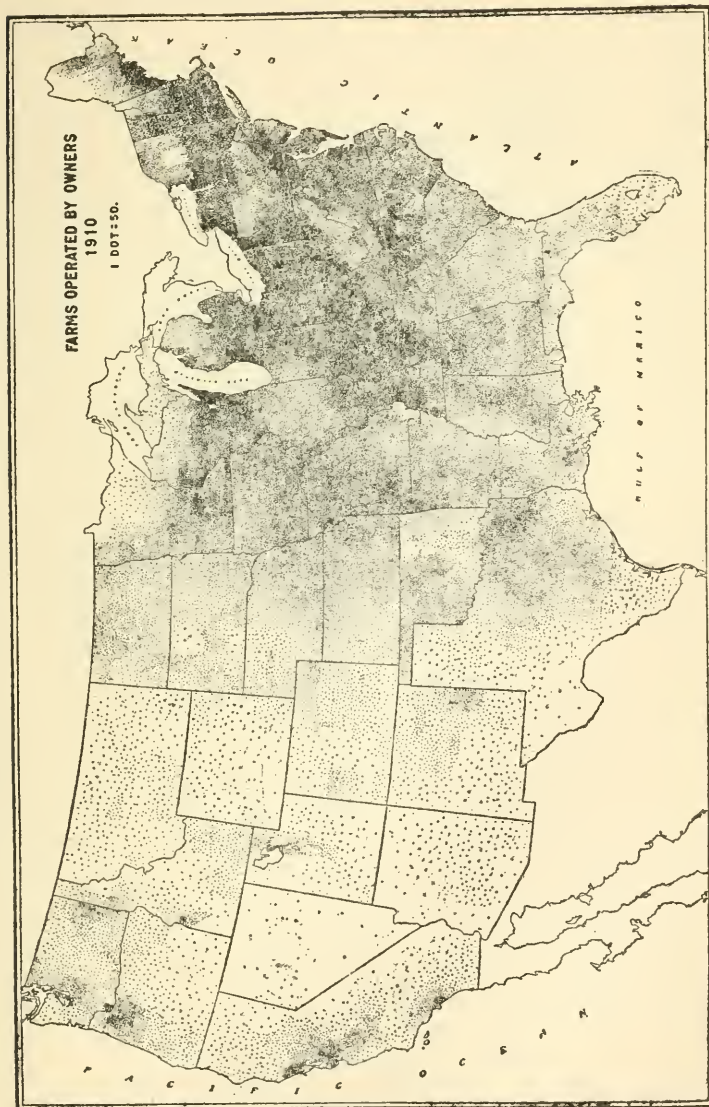 FARMS OPERATED BY OWNERS
1910
1 DOT=50.
ATLANTIC OCEAN
GULF OF MEXICO
PACIFIC OCEAN